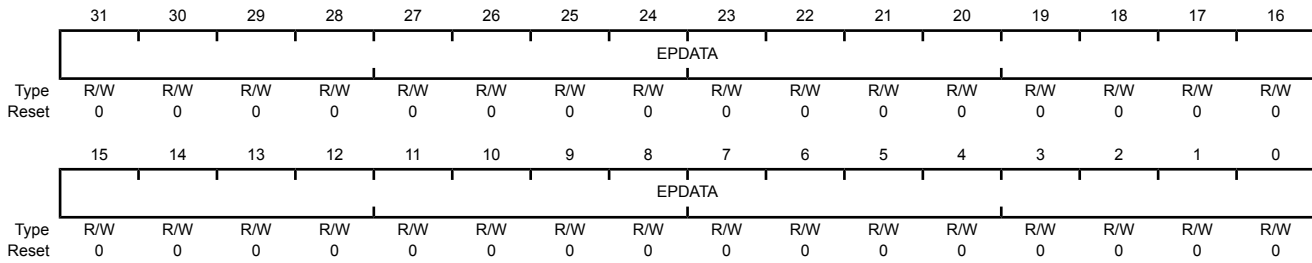 31 30 29 28 27 26 25 24 23 22 21 20 19 18 17 16
EPDATA
Type R/W R/W R/W R/W R/W R/W R/W R/W R/W R/W R/W R/W R/W R/W R/W R/W
Reset 0 0 0 0 0 0 0 0 0 0 0 0 0 0 0 0
15 14 13 12 11 10 9 8 7 6 5 4 3 2 1 0
EPDATA
Type R/W R/W R/W R/W R/W R/W R/W R/W R/W R/W R/W R/W R/W R/W R/W R/W
Reset 0 0 0 0 0 0 0 0 0 0 0 0 0 0 0 0